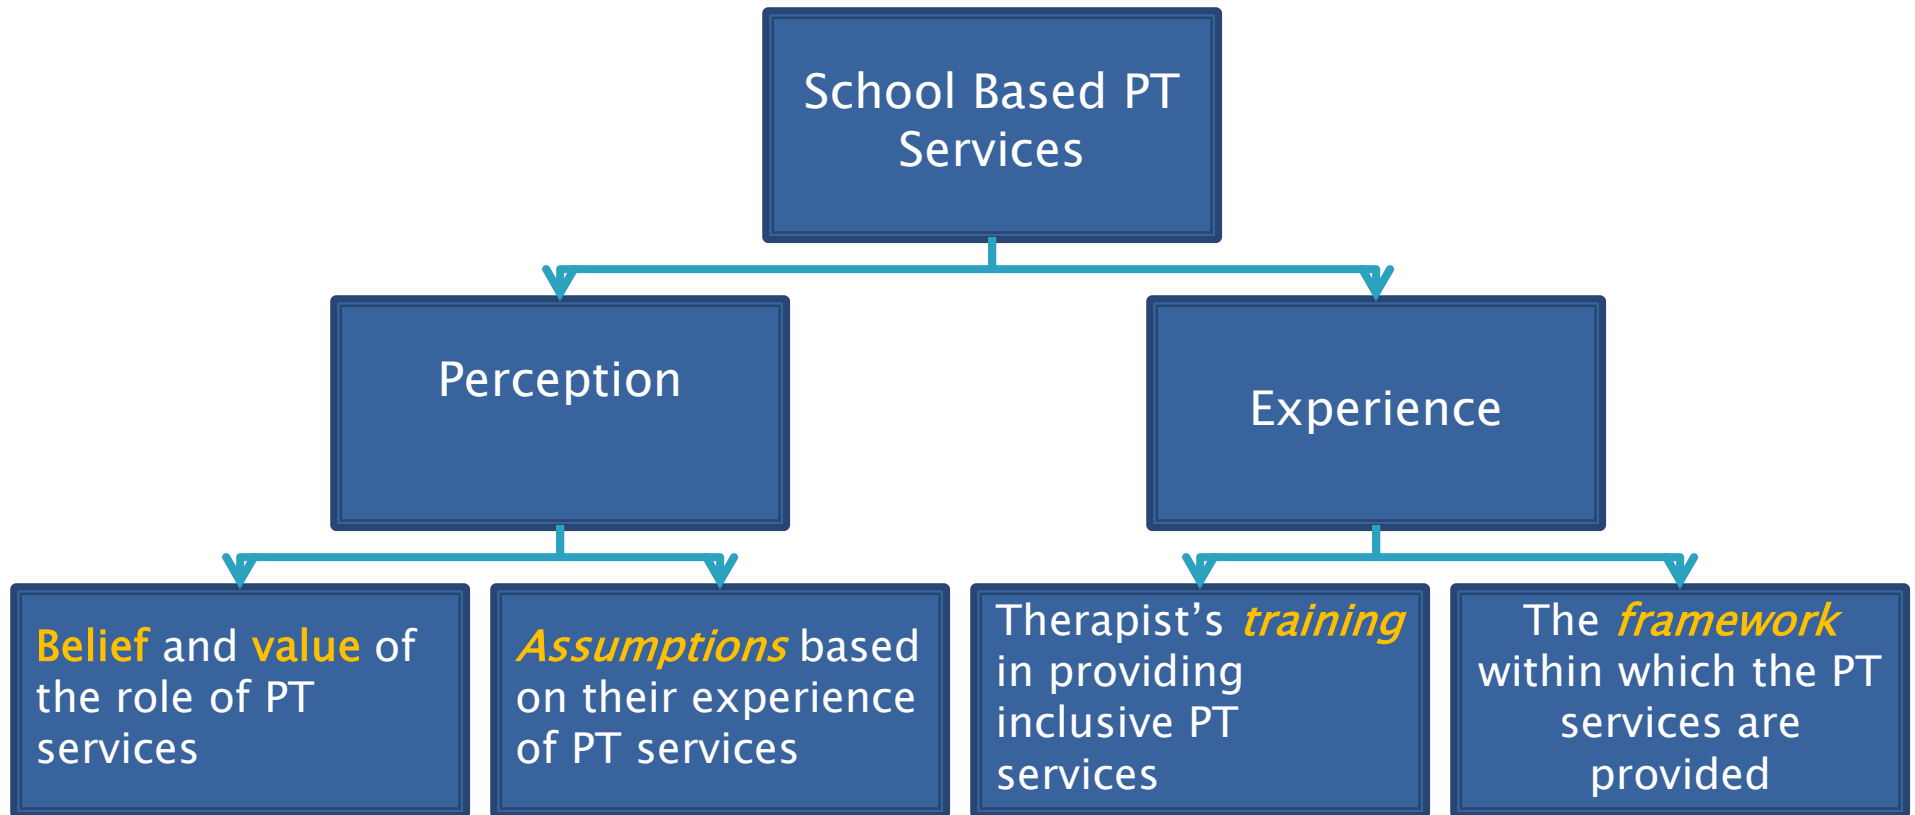 School Based PT
Services
Perception
Experience
Belief and value of
the role of PT
services
Assumptions based
on their experience
of PT services
Therapist’s training
in providing
inclusive PT
services
The framework
within which the PT
services are
provided